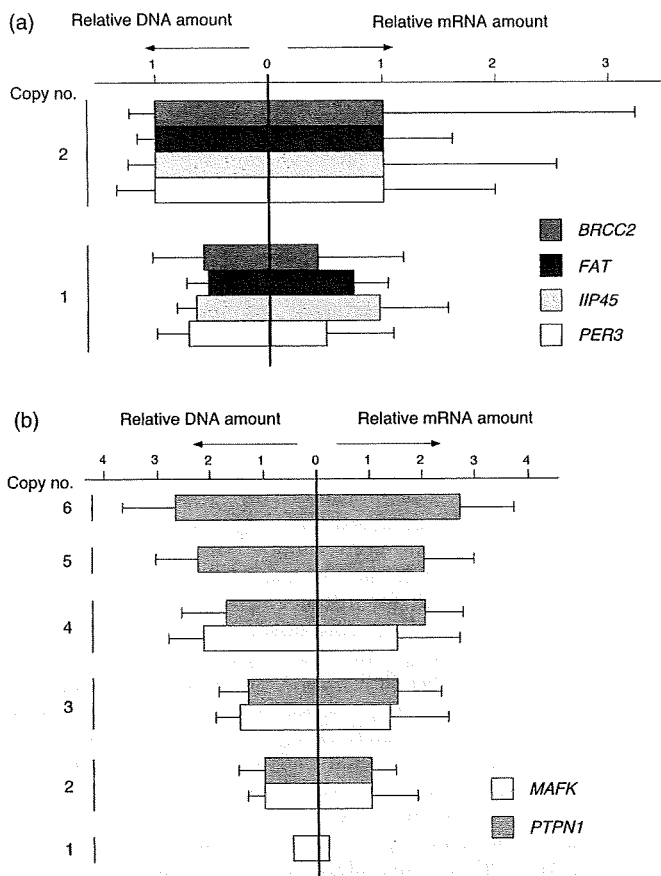 (a)
Relative DNA amount Relative mRNA amount
1 0 1 2 3
Copy no.
2
1
BRCC2
FAT
IIP45
PER3
(b)
Relative DNA amount Relative mRNA amount
4 3 2 1 0 1 2 3 4
Copy no.
6
5
4
3
2
1
MAFK
PTPN1